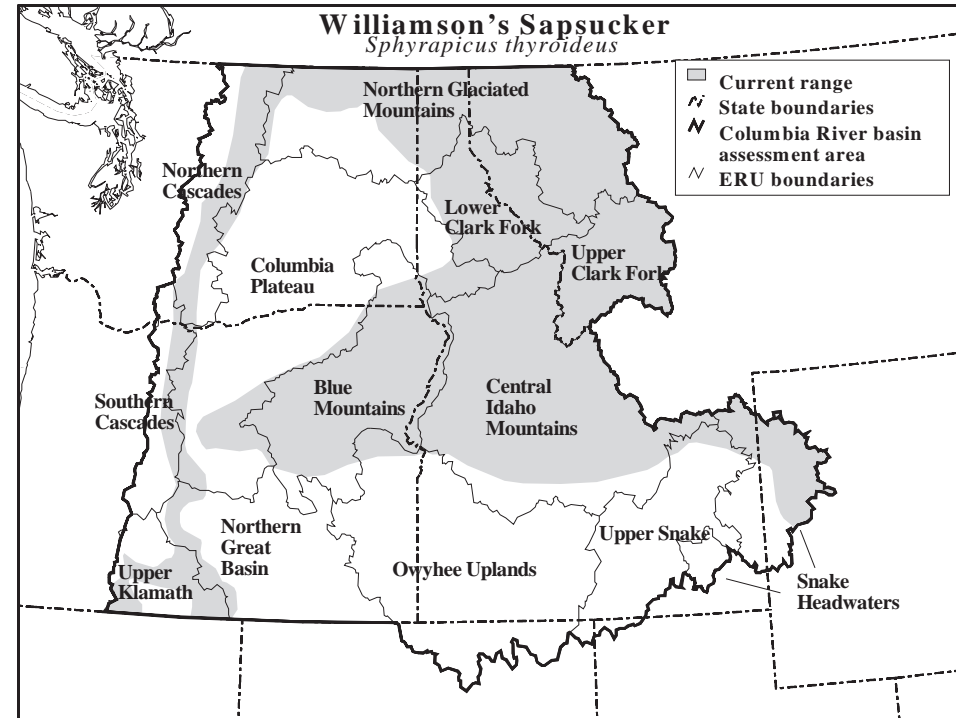 Williamson's Sapsucker
Sphyrapicus thyroideus
Current range
State boundaries
Columbia River basin
assessment area
ERU boundaries
Northern Glaciated
Mountains
Northern
Cascades
Lower
Clark Fork
Upper
Clark Fork
Columbia
Plateau
Blue
Mountains
Central
Idaho
Mountains
Southern
Cascades
Northern
Great
Basin
Upper Snake
Owyhee Uplands
Upper
Klamath
Snake
Headwaters